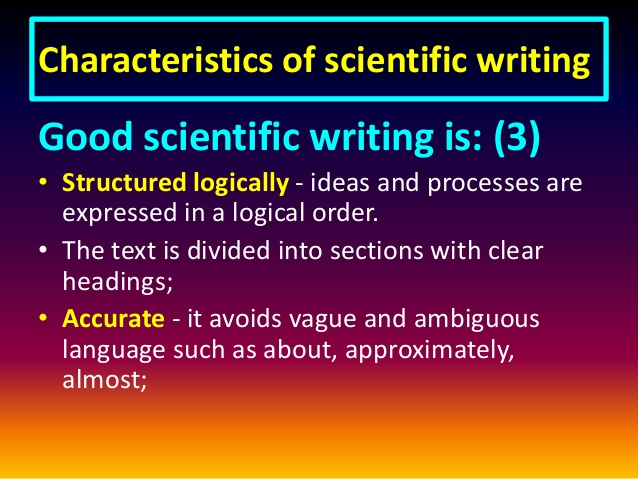 Characteristics of scientific writing
Good scientific writing is: (3)
• Structured logically - ideas and processes are
expressed in a logical order.
• The text is divided into sections with clear
headings;
• Accurate - it avoids vague and ambiguous
language such as about, approximately,
almost;